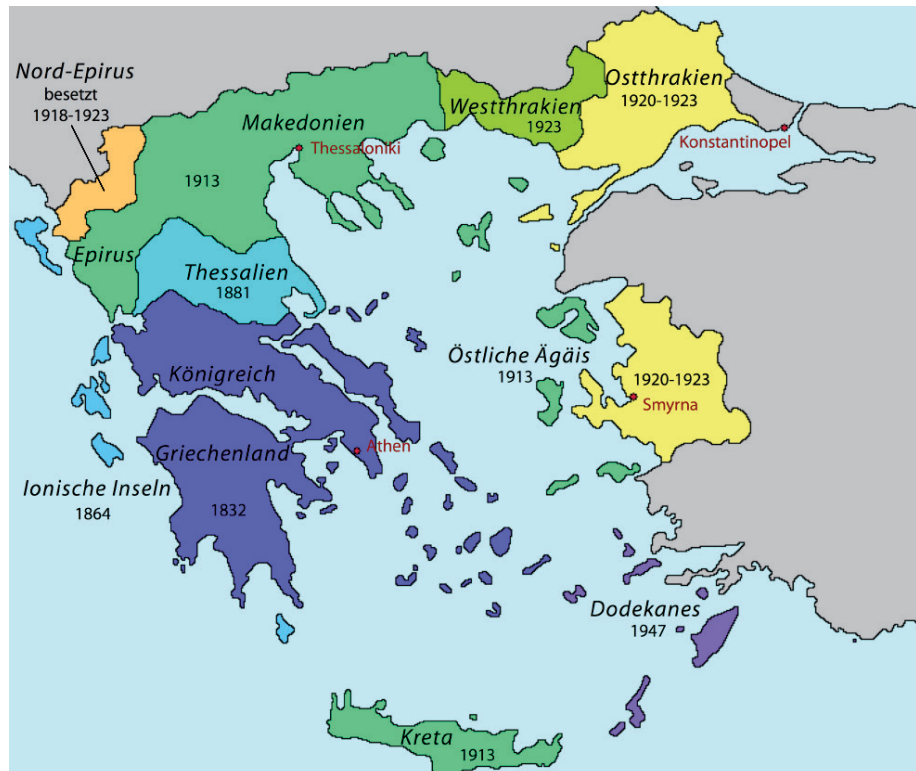 Nord-Epirus
besetzt
1918-1923
Makedonien
1913
Thessaloniki
Westthrakien
1923
Ostthrakien
1920-1923
Konstantinopel
Epirus
Thessalien
1881
Östliche Ägäis
1913
1920-1923
Smyrna
Königreich
Griechenland
1832
Athen
Ionische Inseln
1864
Dodekanes
1947
Kreta
1913